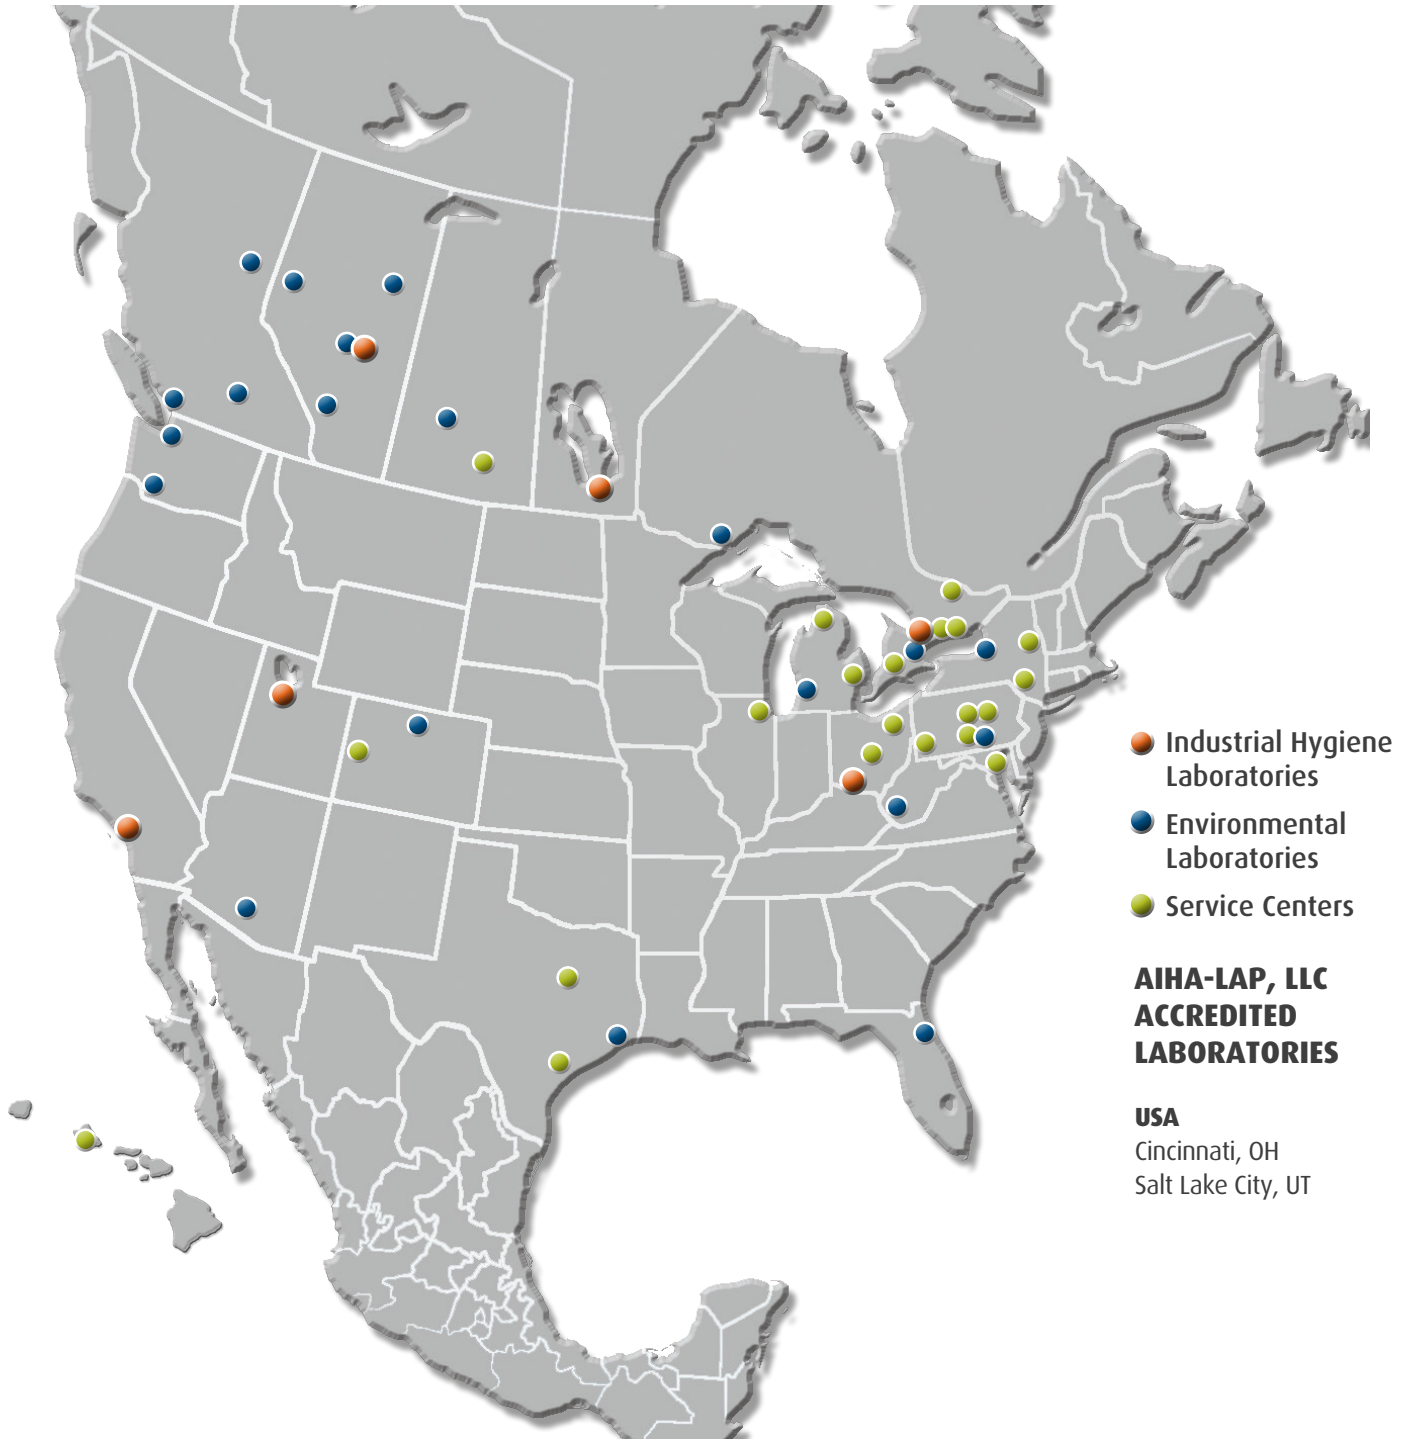 Industrial Hygiene
Laboratories
Environmental
Laboratories
Service Centers
AIHA-LAP, LLC
ACCREDITED
LABORATORIES
USA
Cincinnati, OH
Salt Lake City, UT